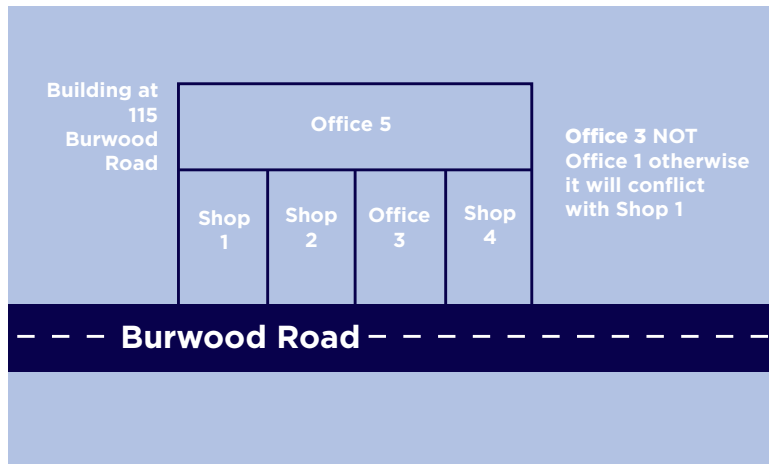 Building at
115
Burwood
Road
Office 5
Office 3 NOT
Office 1 otherwise
it will conflict
with Shop 1
Shop
1
Shop
2
Office
3
Shop
4
Burwood Road